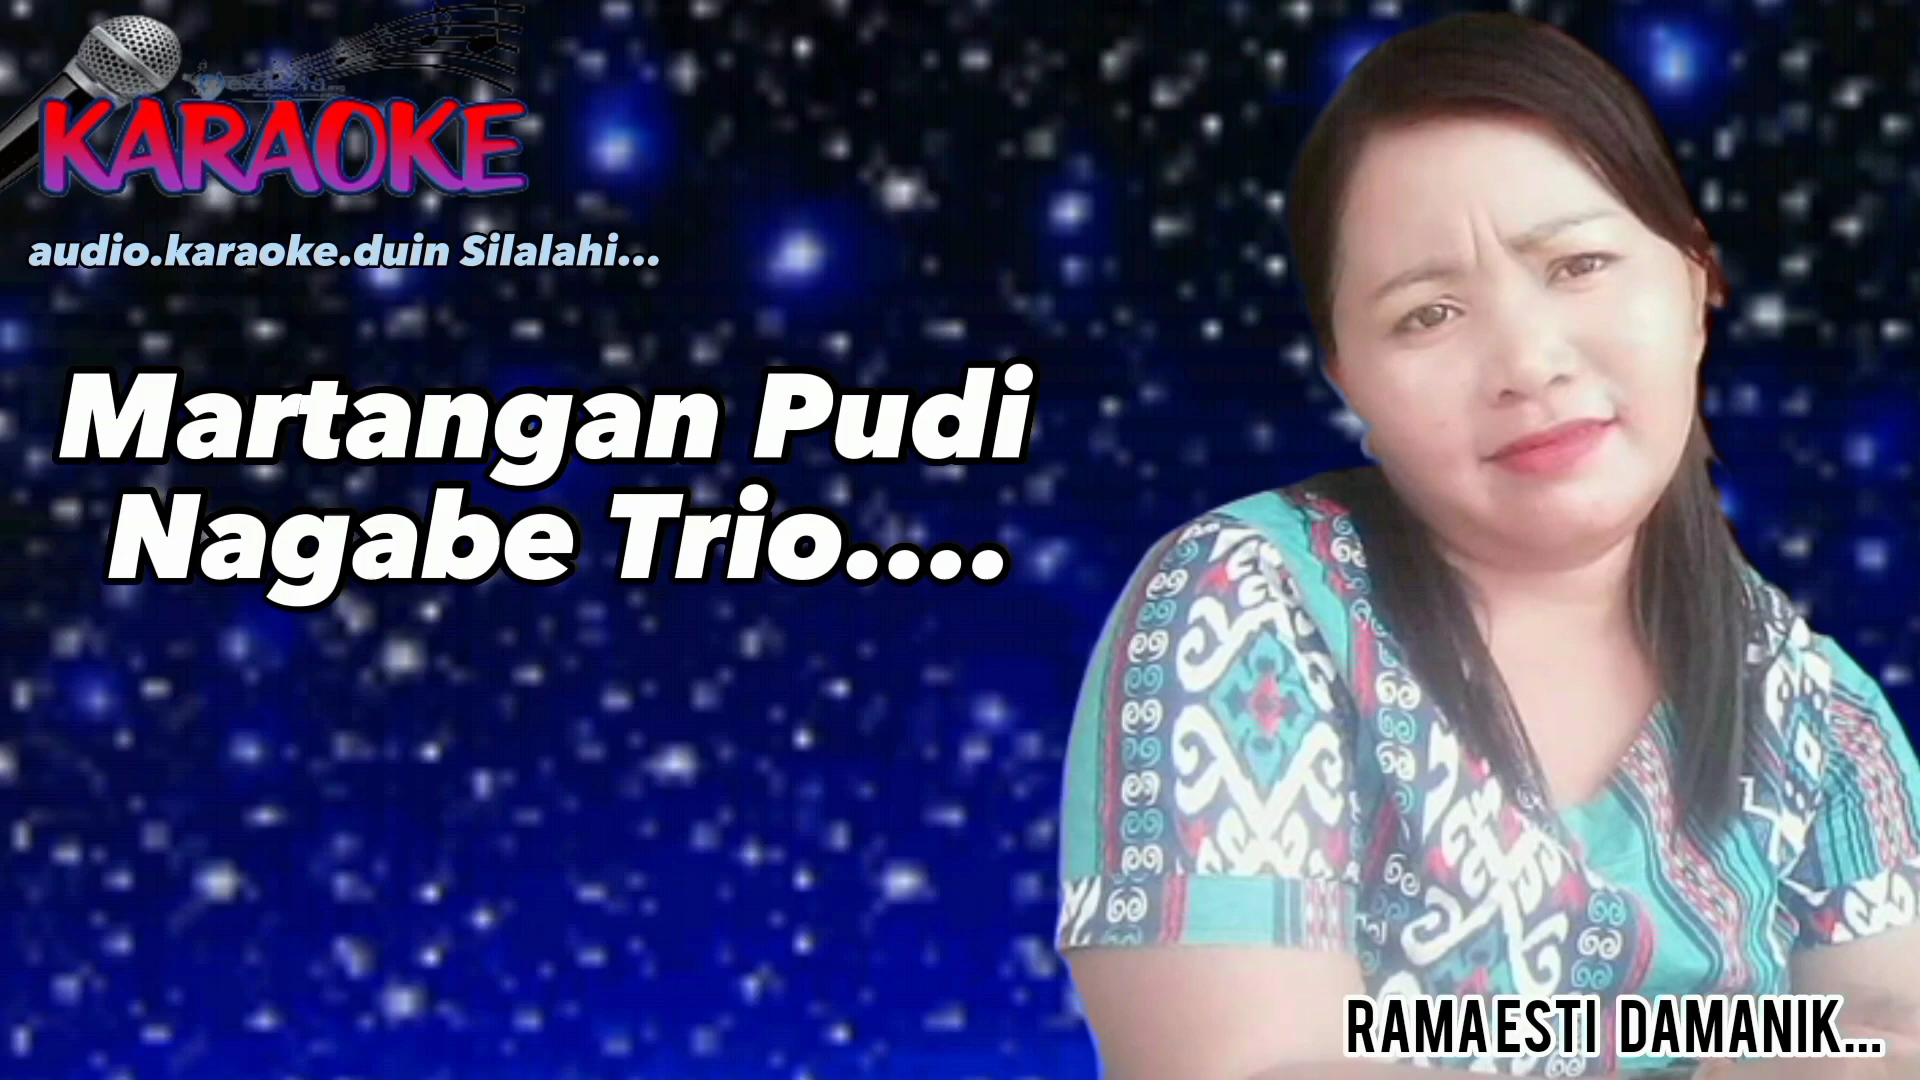 KARAOKE
audio.karaoke.duin Silalahi...
Martangan Pudi
Nagabe Trio....
RAMAESTI DAMANIK...